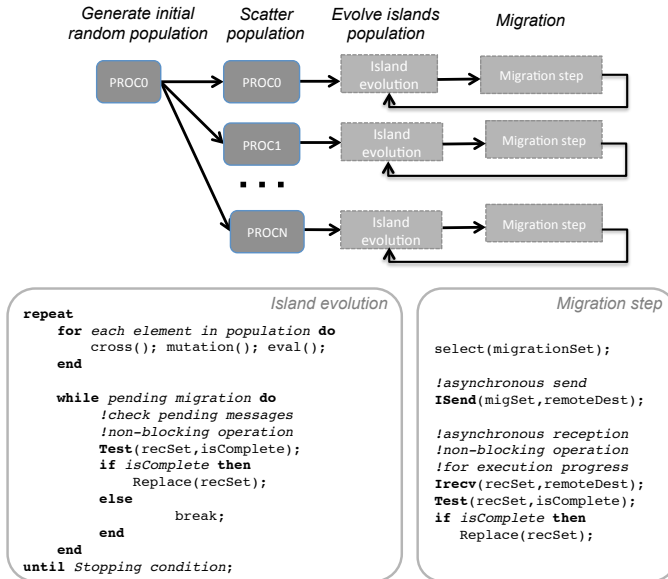 Generate initial
random population
Scatter
population
Evolve islands
population
Migration
PROC0
PROC0
Island
evolution
Migration step
PROC1
Island
evolution
Migration step
. . .
PROCN
Island
evolution
Migration step
Island evolution
repeat
for each element in population do
cross(); mutation(); eval();
end
while pending migration do
!check pending messages
!non-blocking operation
Test(recSet,isComplete);
if isComplete then
Replace(recSet);
else
break;
end
end
until Stopping condition;
Migration step
select(migrationSet);
!asynchronous send
ISend(migSet,remoteDest);
!asynchronous reception
!non-blocking operation
!for execution progress
Irecv(recSet,remoteDest);
Test(recSet,isComplete);
if isComplete then
Replace(recSet);